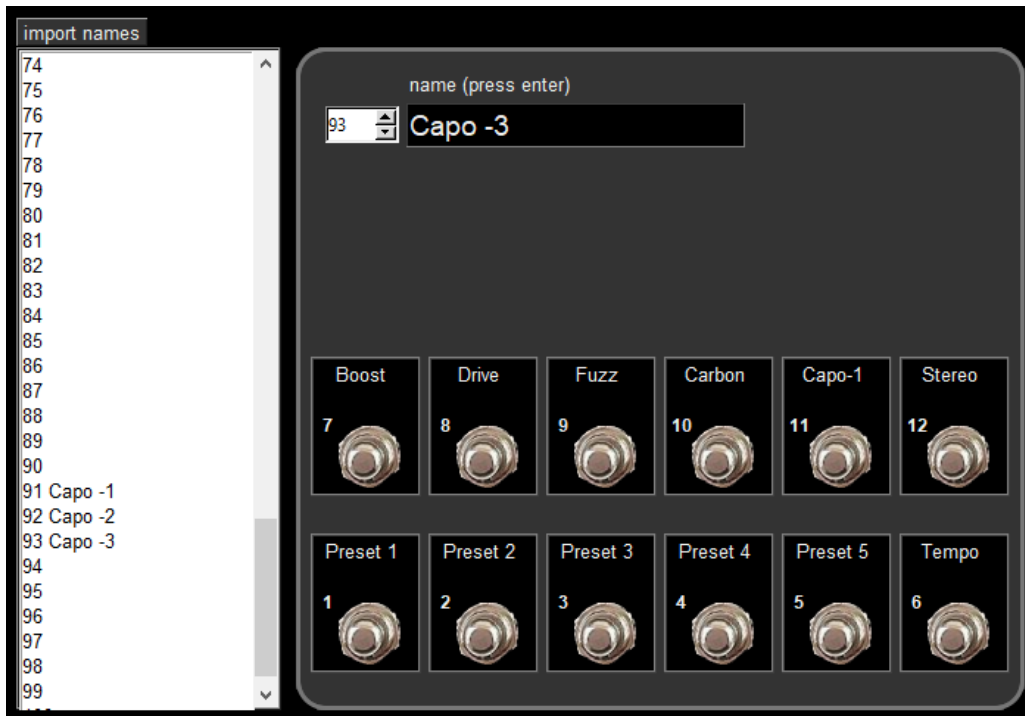 import names
74
75
76
77
78
79
80
81
82
83
84
85
86
87
88
89
90
91 Capo -1
92 Capo -2
93 Capo -3
94
95
96
97
98
99
name (press enter)
93 Capo -3
Boost Drive Fuzz Carbon Capo-1 Stereo
7 8 9 10 11 12
Preset 1 Preset 2 Preset 3 Preset 4 Preset 5 Tempo
1 2 3 4 5 6